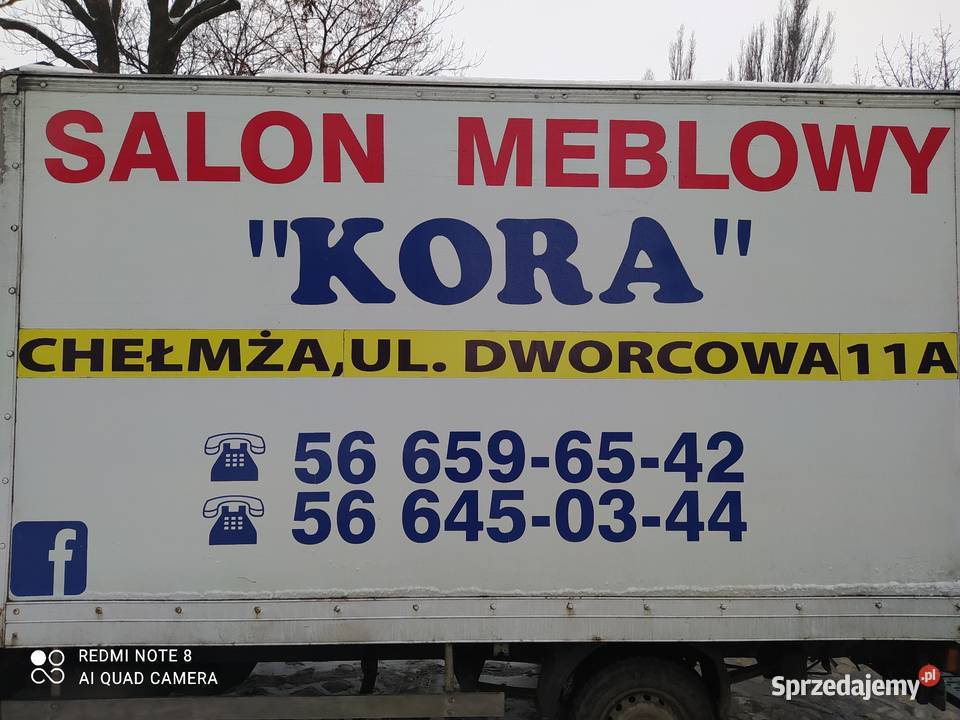 SALON MEBLOWY
"KORA"
CHEŁMŻA, UL. DWORCOWA 11A
56 659-65-42
56 645-03-44
f
REDMI NOTE 8
AI QUAD CAMERA
Sprzedajemy.pl